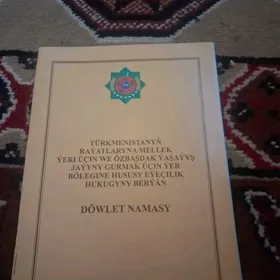 TÜRKMENISTANYŇ
RAÝATLARYNA MELLEK
ÝERI ÜÇIN WE ÖZBAŞDAK ÝAŞAÝYŞ
JAÝYNY GURMAK ÜÇIN ÝER
BÖLEGINE HUSUSY EÝEÇILIK
HUKUGYNY BERÝÄN
DÖWLET NAMASY